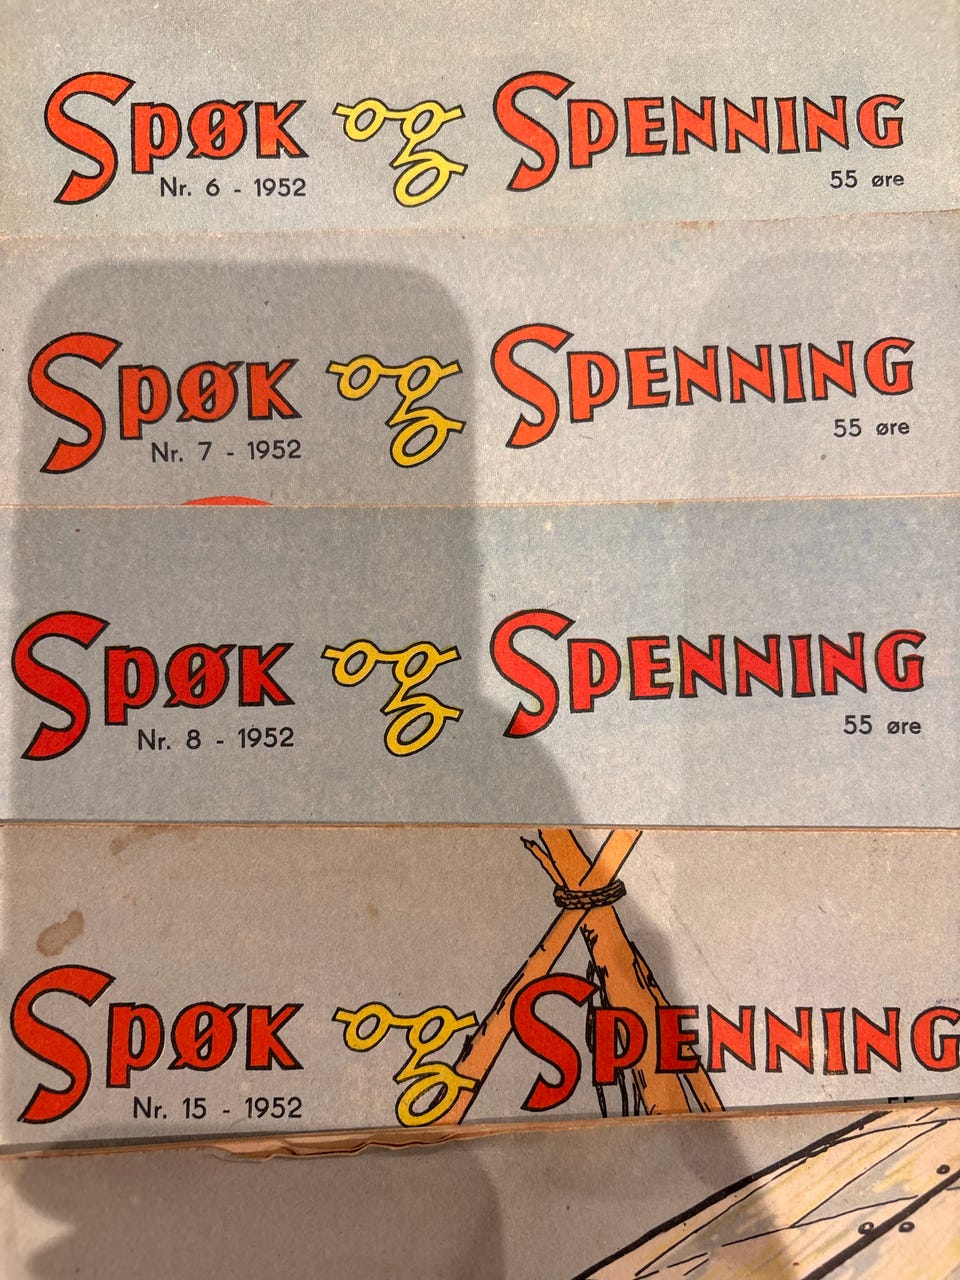 Spøk og Spenning
Nr. 6 - 1952 55 øre
Spøk og Spenning
Nr. 7 - 1952 55 øre
Spøk og Spenning
Nr. 8 - 1952 55 øre
Spøk og Spenning
Nr. 15 - 1952